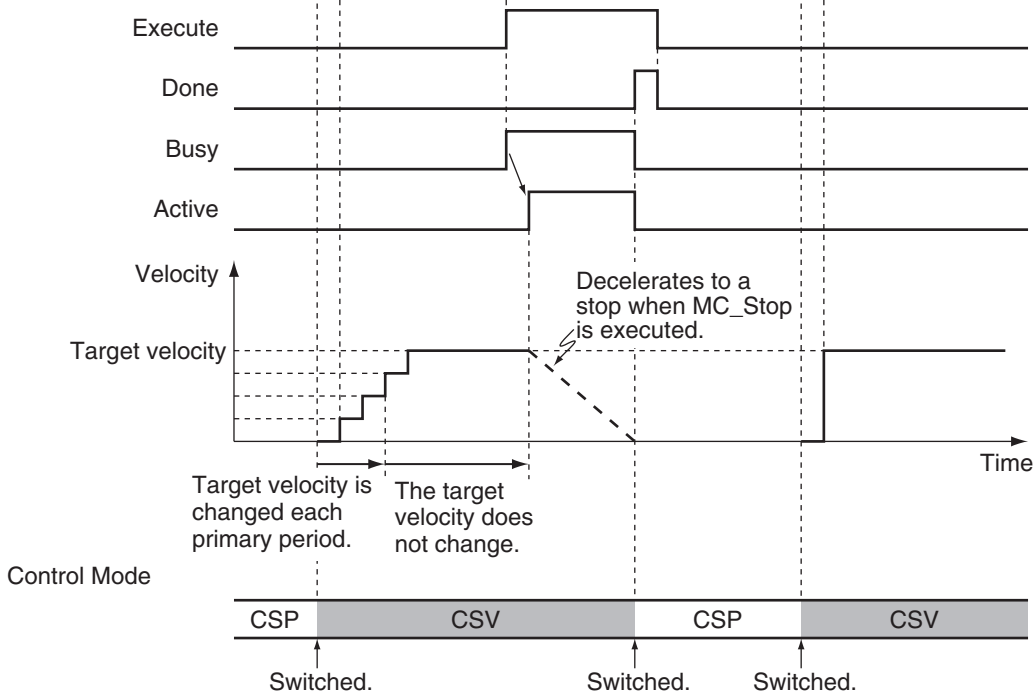 Execute
Done
Busy
Active
Velocity
Decelerates to a
stop when MC_Stop
is executed.
Target velocity
Time
Target velocity is
changed each
primary period.
The target
velocity does
not change.
Control Mode
CSP
CSV
CSP
CSV
Switched.
Switched.
Switched.